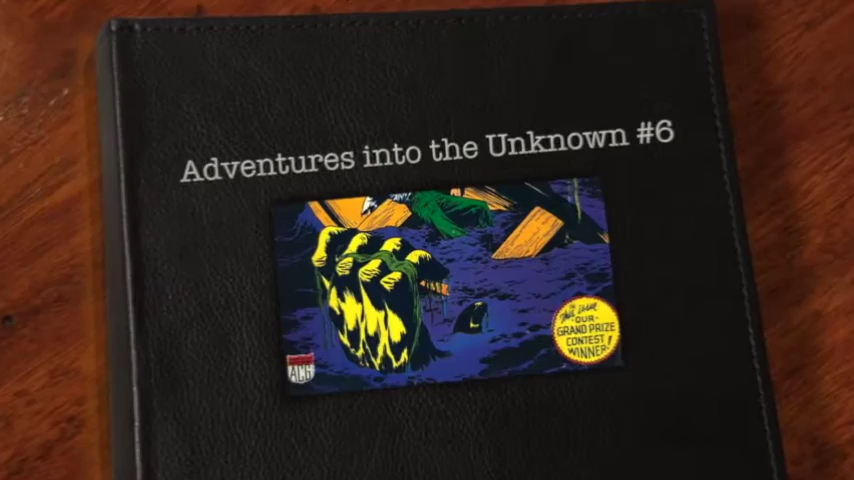 Adventures into the Unknown #6
IN
THIS ISSUE
-OUR-
GRAND PRIZE
CONTEST
WINNER!
ACG